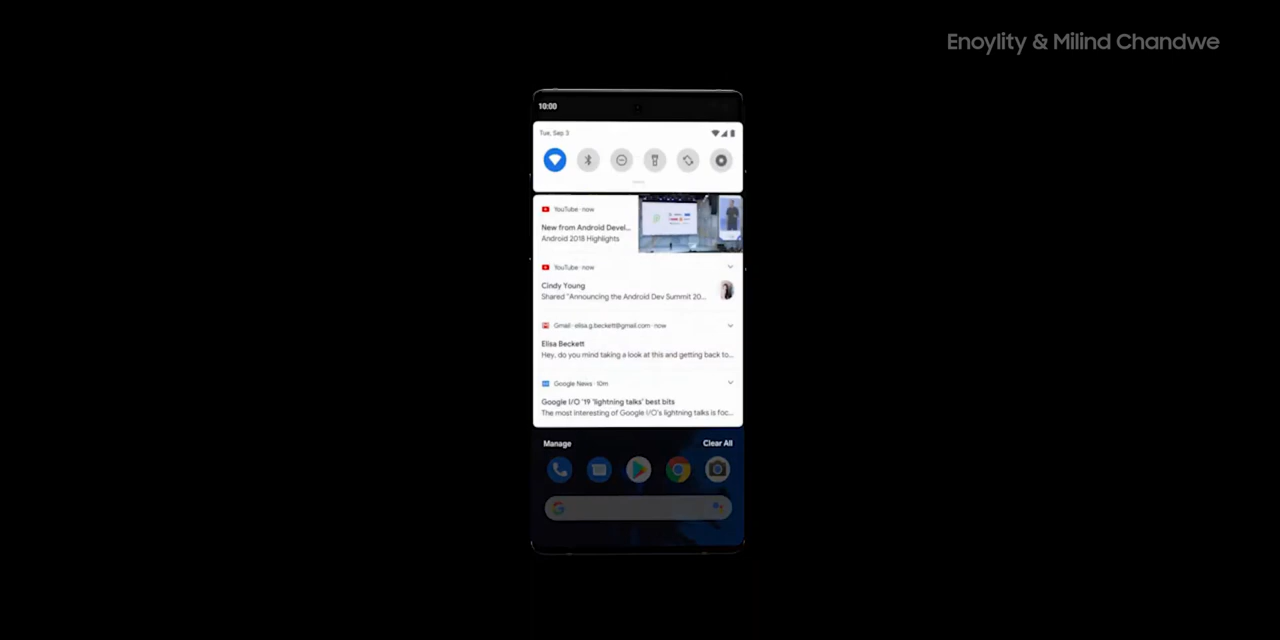 Enoylity & Milind Chandwe
10:00
Tue, Sep 3
YouTube · now
New from Android Devel...
Android 2018 Highlights
YouTube · now
Cindy Young
Shared "Announcing the Android Dev Summit 20...
Gmail · elisa.g.beckett@gmail.com · now
Elisa Beckett
Hey, do you mind taking a look at this and getting back to...
Google News · 10m
Google I/O '19 'lightning talks' best bits
The most interesting of Google I/O's lightning talks is foc...
Manage
Clear All